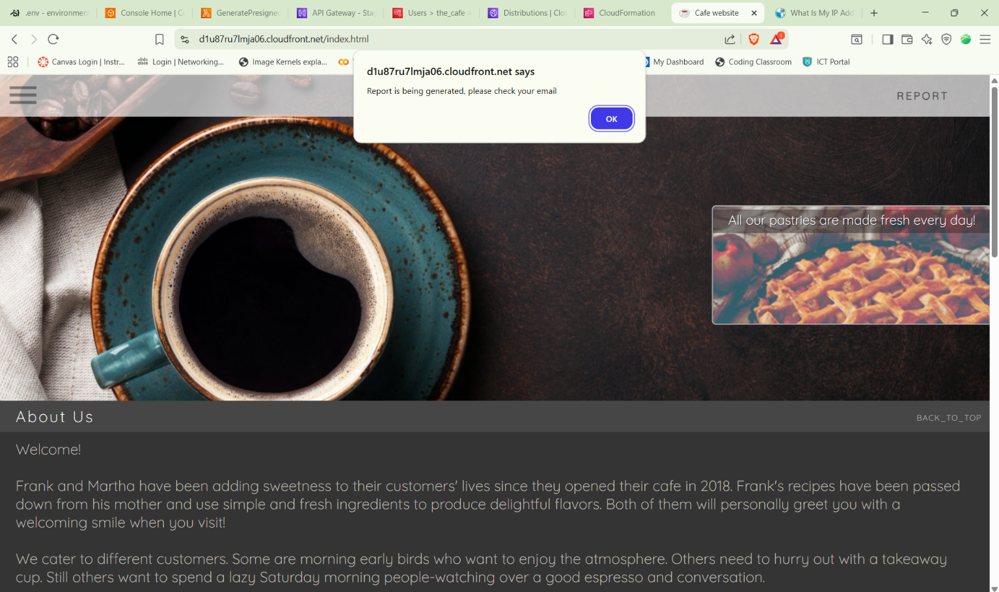 .env - environmen
Console Home | C
GeneratePresigned
API Gateway - Sta
Users > the_cafe >
Distributions | Clou
CloudFormation
Cafe website
What Is My IP Add
d1u87ru7lmja06.cloudfront.net/index.html
1
Canvas Login | Instr...
Login | Networking...
Image Kernels expla...
My Dashboard
Coding Classroom
ICT Portal
d1u87ru7lmja06.cloudfront.net says
Report is being generated, please check your email
OK
REPORT
All our pastries are made fresh every day!
About Us
BACK_TO_TOP
Welcome!
Frank and Martha have been adding sweetness to their customers' lives since they opened their cafe in 2018. Frank's recipes have been passed
down from his mother and use simple and fresh ingredients to produce delightful flavors. Both of them will personally greet you with a
welcoming smile when you visit!
We cater to different customers. Some are morning early birds who want to enjoy the atmosphere. Others need to hurry out with a takeaway
cup. Still others want to spend a lazy Saturday morning people-watching over a good espresso and conversation.